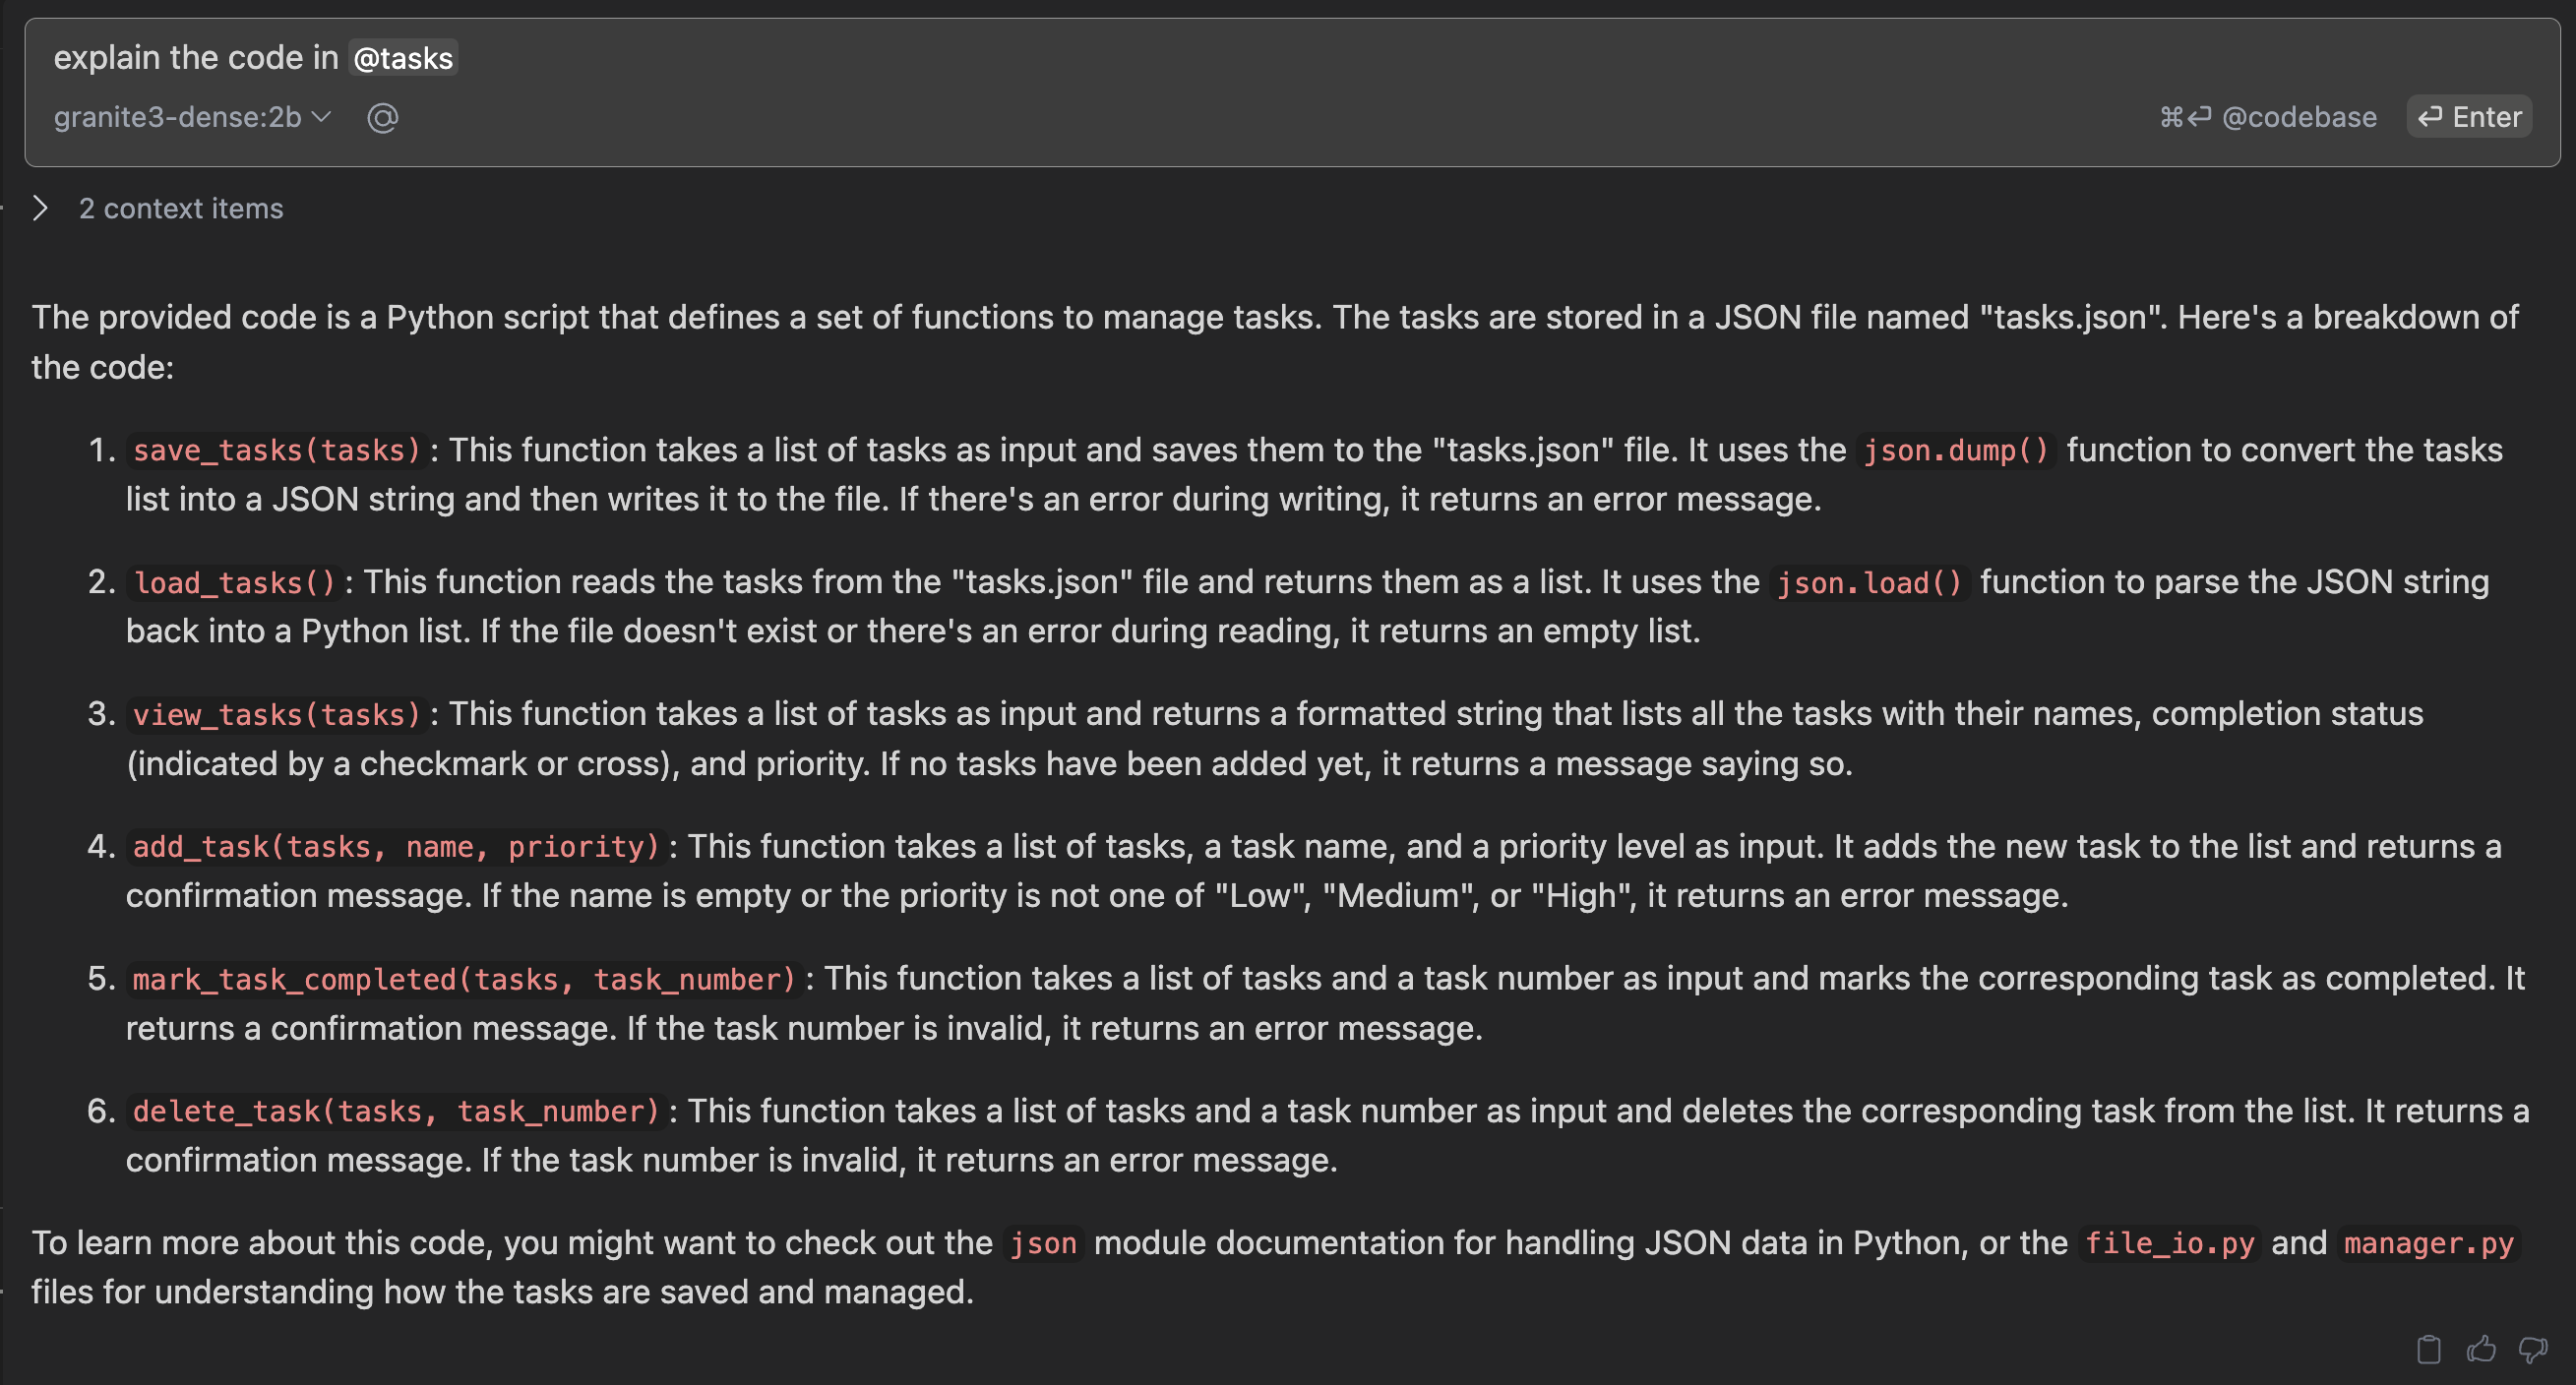 explain the code in @tasks
granite3-dense:2b @ ⌘⏎ @codebase ⏎ Enter
2 context items
The provided code is a Python script that defines a set of functions to manage tasks. The tasks are stored in a JSON file named "tasks.json". Here's a breakdown of
the code:
1. save_tasks(tasks): This function takes a list of tasks as input and saves them to the "tasks.json" file. It uses the json.dump() function to convert the tasks
list into a JSON string and then writes it to the file. If there's an error during writing, it returns an error message.
2. load_tasks(): This function reads the tasks from the "tasks.json" file and returns them as a list. It uses the json.load() function to parse the JSON string
back into a Python list. If the file doesn't exist or there's an error during reading, it returns an empty list.
3. view_tasks(tasks): This function takes a list of tasks as input and returns a formatted string that lists all the tasks with their names, completion status
(indicated by a checkmark or cross), and priority. If no tasks have been added yet, it returns a message saying so.
4. add_task(tasks, name, priority): This function takes a list of tasks, a task name, and a priority level as input. It adds the new task to the list and returns a
confirmation message. If the name is empty or the priority is not one of "Low", "Medium", or "High", it returns an error message.
5. mark_task_completed(tasks, task_number): This function takes a list of tasks and a task number as input and marks the corresponding task as completed. It
returns a confirmation message. If the task number is invalid, it returns an error message.
6. delete_task(tasks, task_number): This function takes a list of tasks and a task number as input and deletes the corresponding task from the list. It returns a
confirmation message. If the task number is invalid, it returns an error message.
To learn more about this code, you might want to check out the json module documentation for handling JSON data in Python, or the file_io.py and manager.py
files for understanding how the tasks are saved and managed.